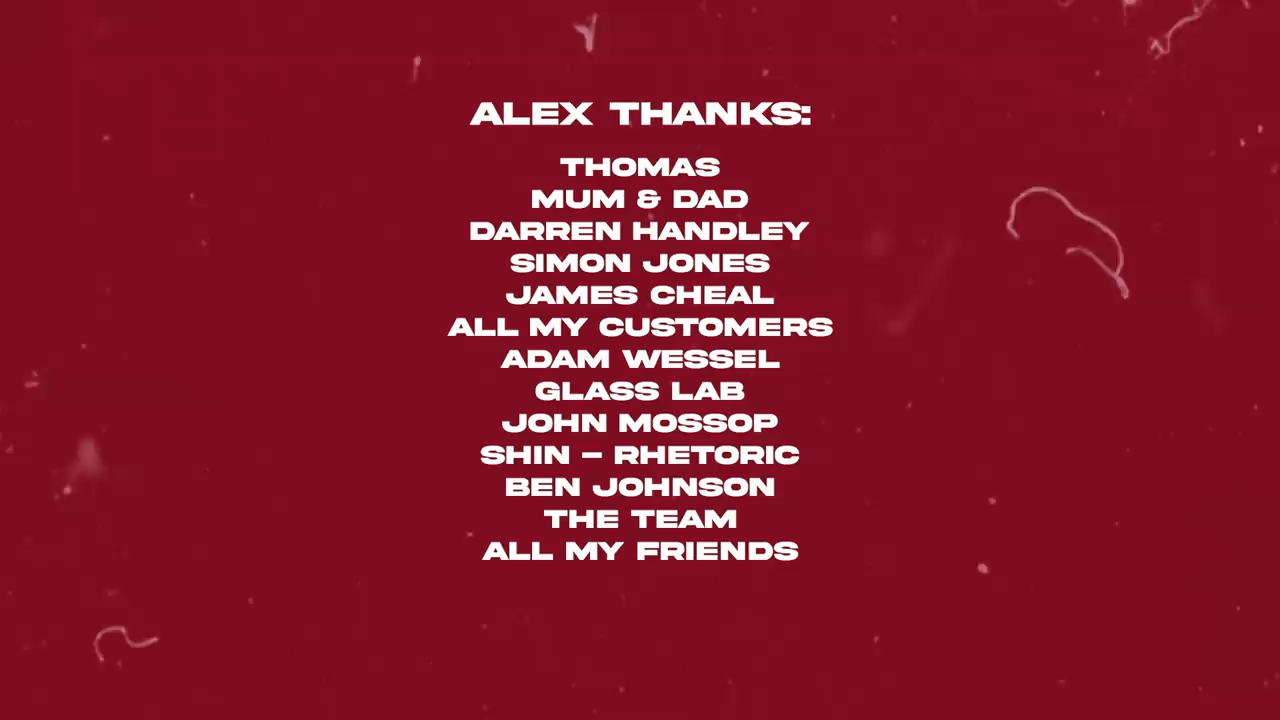 ALEX THANKS:
THOMAS
MUM & DAD
DARREN HANDLEY
SIMON JONES
JAMES CHEAL
ALL MY CUSTOMERS
ADAM WESSEL
GLASS LAB
JOHN MOSSOP
SHIN – RHETORIC
BEN JOHNSON
THE TEAM
ALL MY FRIENDS